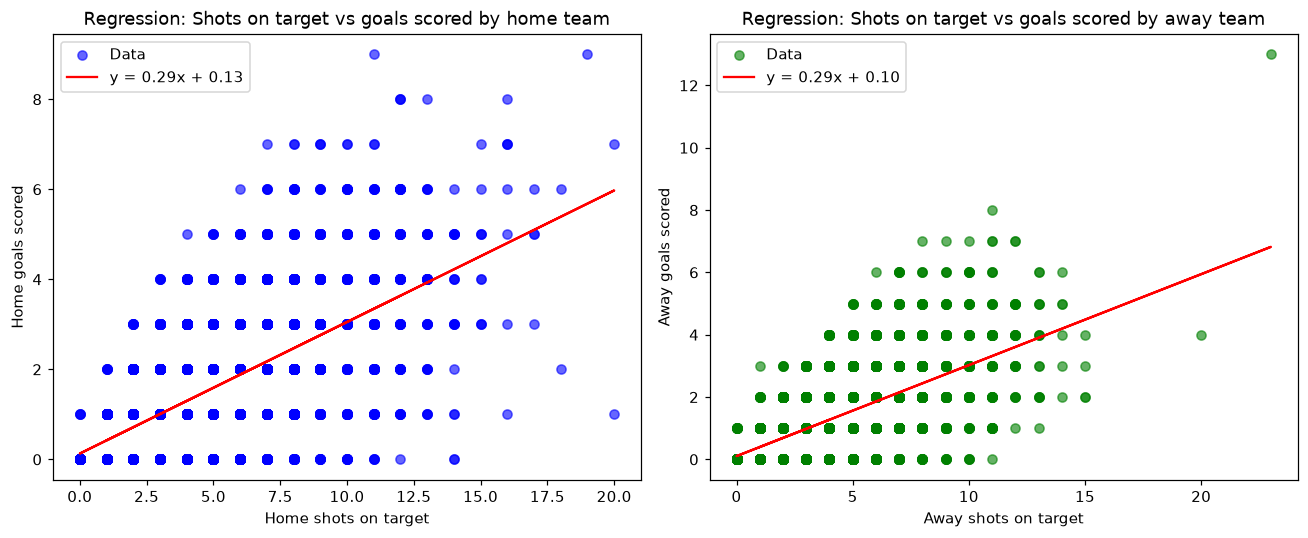 Regression: Shots on target vs goals scored by home team
Data
y = 0.29x + 0.13
Home goals scored
8
6
4
2
0
0.0 2.5 5.0 7.5 10.0 12.5 15.0 17.5 20.0
Home shots on target
Regression: Shots on target vs goals scored by away team
Data
y = 0.29x + 0.10
Away goals scored
12
10
8
6
4
2
0
0 5 10 15 20
Away shots on target